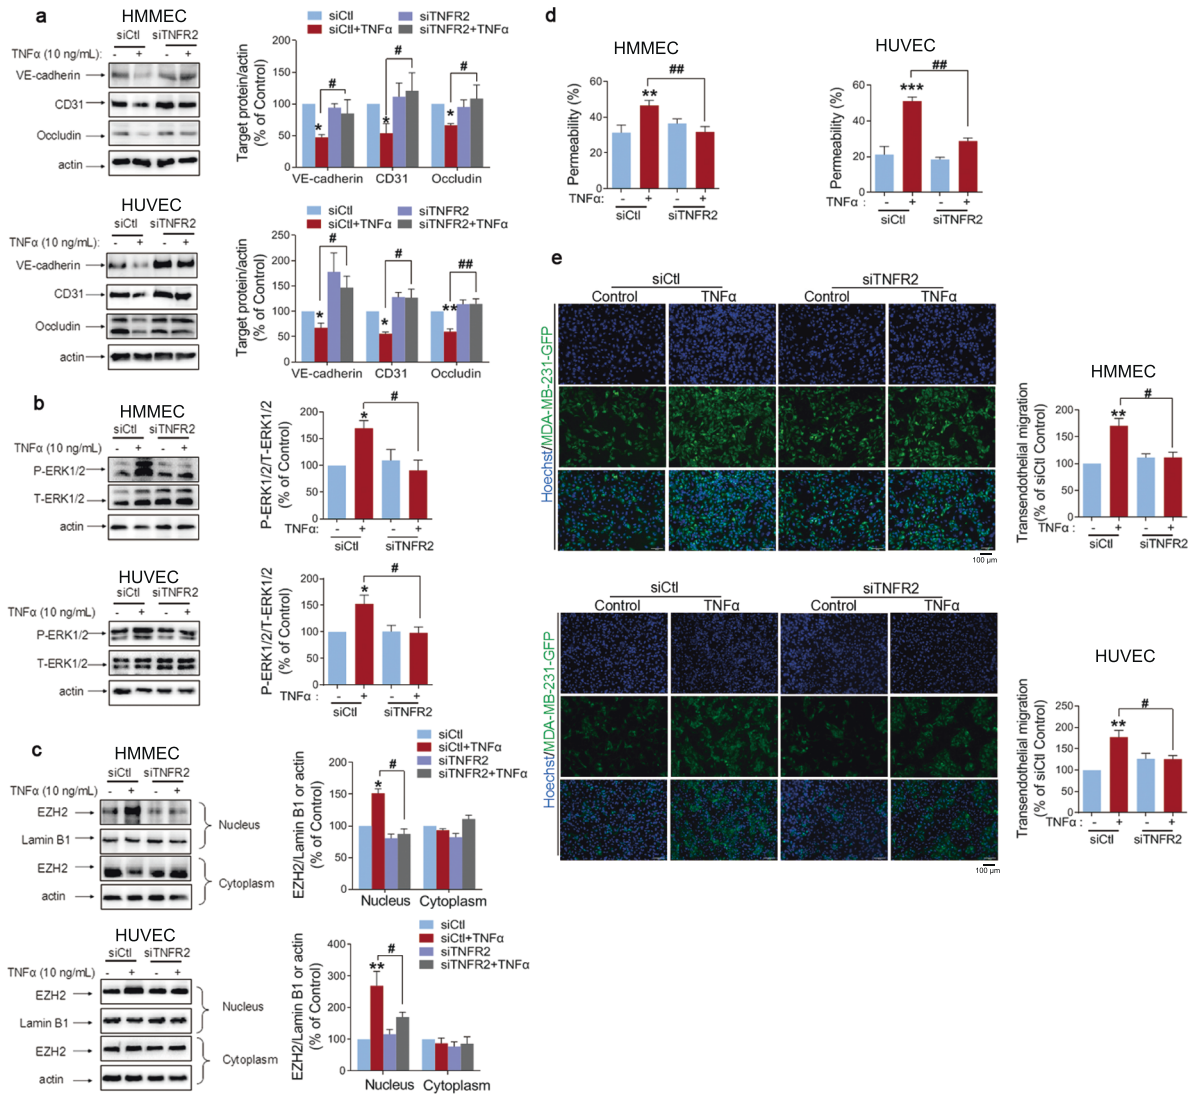 a
HMMEC
siCtl siTNFR2
TNFα (10 ng/mL): - + - +
VE-cadherin
CD31
Occludin
actin
siCtl siTNFR2
siCtl+TNFα siTNFR2+TNFα
Target protein/actin
(% of Control)
200
150
100
50
0
* # * # * #
VE-cadherin CD31 Occludin
HUVEC
siCtl siTNFR2
TNFα (10 ng/mL): - + - +
VE-cadherin
CD31
Occludin
actin
siCtl siTNFR2
siCtl+TNFα siTNFR2+TNFα
Target protein/actin
(% of Control)
250
200
150
100
50
0
* # * # ** ##
VE-cadherin CD31 Occludin
b
HMMEC
siCtl siTNFR2
TNFα (10 ng/mL) - + - +
P-ERK1/2
T-ERK1/2
actin
P-ERK1/2/T-ERK1/2
(% of Control)
200
150
100
50
0
* #
TNFα: - + - +
siCtl siTNFR2
HUVEC
siCtl siTNFR2
TNFα (10 ng/mL) - + - +
P-ERK1/2
T-ERK1/2
actin
P-ERK1/2/T-ERK1/2
(% of Control)
200
150
100
50
0
* #
TNFα : - + - +
siCtl siTNFR2
c
HMMEC
siCtl siTNFR2
TNFα (10 ng/mL) - + - +
EZH2
Lamin B1
Nucleus
EZH2
actin
Cytoplasm
siCtl
siCtl+TNFα
siTNFR2
siTNFR2+TNFα
EZH2/Lamin B1 or actin
(% of Control)
200
150
100
50
0
* #
Nucleus Cytoplasm
HUVEC
siCtl siTNFR2
TNFα (10 ng/mL) - + - +
EZH2
Lamin B1
Nucleus
EZH2
actin
Cytoplasm
siCtl
siCtl+TNFα
siTNFR2
siTNFR2+TNFα
EZH2/Lamin B1 or actin
(% of Control)
400
300
200
100
0
** #
Nucleus Cytoplasm
d
HMMEC
Permeability (%)
60
40
20
0
** ##
TNFα: - + - +
siCtl siTNFR2
HUVEC
Permeability (%)
60
40
20
0
*** ##
TNFα : - + - +
siCtl siTNFR2
e
siCtl siTNFR2
Control TNFα Control TNFα
Hoechst/MDA-MB-231-GFP
100 µm
HMMEC
Transendothelial migration
(% of siCtl Control)
200
150
100
50
0
** #
TNFα : - + - +
siCtl siTNFR2
siCtl siTNFR2
Control TNFα Control TNFα
Hoechst/MDA-MB-231-GFP
100 µm
HUVEC
Transendothelial migration
(% of siCtl Control)
250
200
150
100
50
0
** #
TNFα : - + - +
siCtl siTNFR2